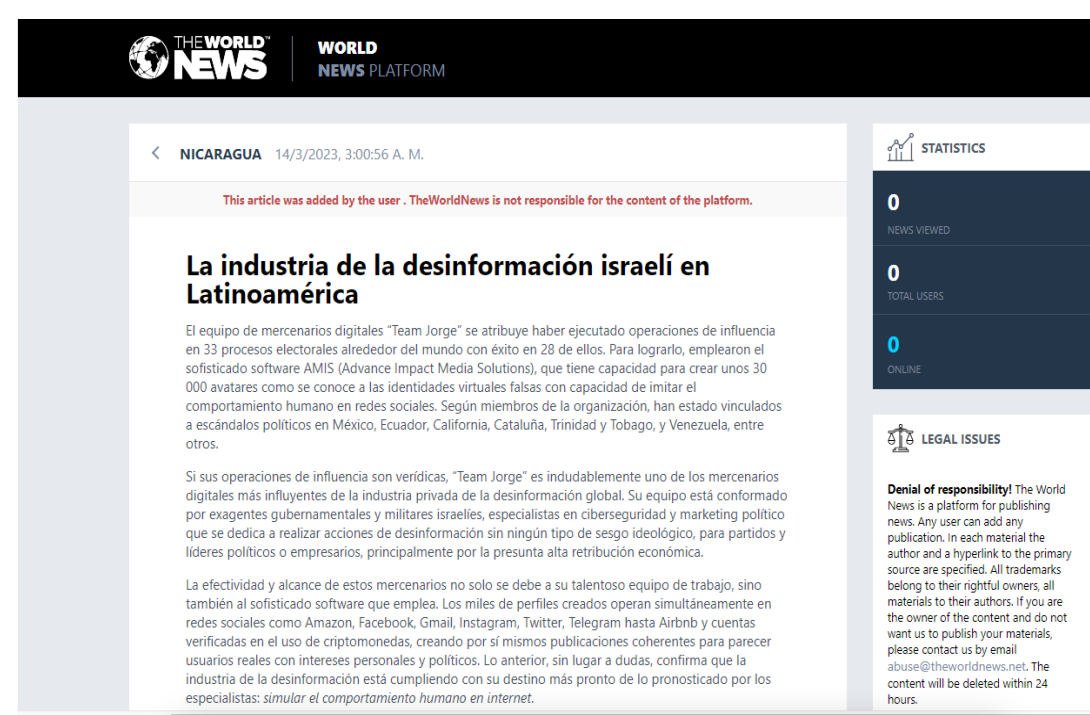 THE WORLD™
NEWS
WORLD
NEWS PLATFORM
NICARAGUA 14/3/2023, 3:00:56 A. M.
This article was added by the user . TheWorldNews is not responsible for the content of the platform.
La industria de la desinformación israelí en
Latinoamérica
El equipo de mercenarios digitales “Team Jorge” se atribuye haber ejecutado operaciones de influencia
en 33 procesos electorales alrededor del mundo con éxito en 28 de ellos. Para lograrlo, emplearon el
sofisticado software AMIS (Advance Impact Media Solutions), que tiene capacidad para crear unos 30
000 avatares como se conoce a las identidades virtuales falsas con capacidad de imitar el
comportamiento humano en redes sociales. Según miembros de la organización, han estado vinculados
a escándalos políticos en México, Ecuador, California, Cataluña, Trinidad y Tobago, y Venezuela, entre
otros.
Si sus operaciones de influencia son verídicas, “Team Jorge” es indudablemente uno de los mercenarios
digitales más influyentes de la industria privada de la desinformación global. Su equipo está conformado
por exagentes gubernamentales y militares israelíes, especialistas en ciberseguridad y marketing político
que se dedica a realizar acciones de desinformación sin ningún tipo de sesgo ideológico, para partidos y
líderes políticos o empresarios, principalmente por la presunta alta retribución económica.
La efectividad y alcance de estos mercenarios no solo se debe a su talentoso equipo de trabajo, sino
también al sofisticado software que emplea. Los miles de perfiles creados operan simultáneamente en
redes sociales como Amazon, Facebook, Gmail, Instagram, Twitter, Telegram hasta Airbnb y cuentas
verificadas en el uso de criptomonedas, creando por sí mismos publicaciones coherentes para parecer
usuarios reales con intereses personales y políticos. Lo anterior, sin lugar a dudas, confirma que la
industria de la desinformación está cumpliendo con su destino más pronto de lo pronosticado por los
especialistas: simular el comportamiento humano en internet.
STATISTICS
0
NEWS VIEWED
0
TOTAL USERS
0
ONLINE
LEGAL ISSUES
Denial of responsibility! The World
News is a platform for publishing
news. Any user can add any
publication. In each material the
author and a hyperlink to the primary
source are specified. All trademarks
belong to their rightful owners, all
materials to their authors. If you are
the owner of the content and do not
want us to publish your materials,
please contact us by email
abuse@theworldnews.net. The
content will be deleted within 24
hours.